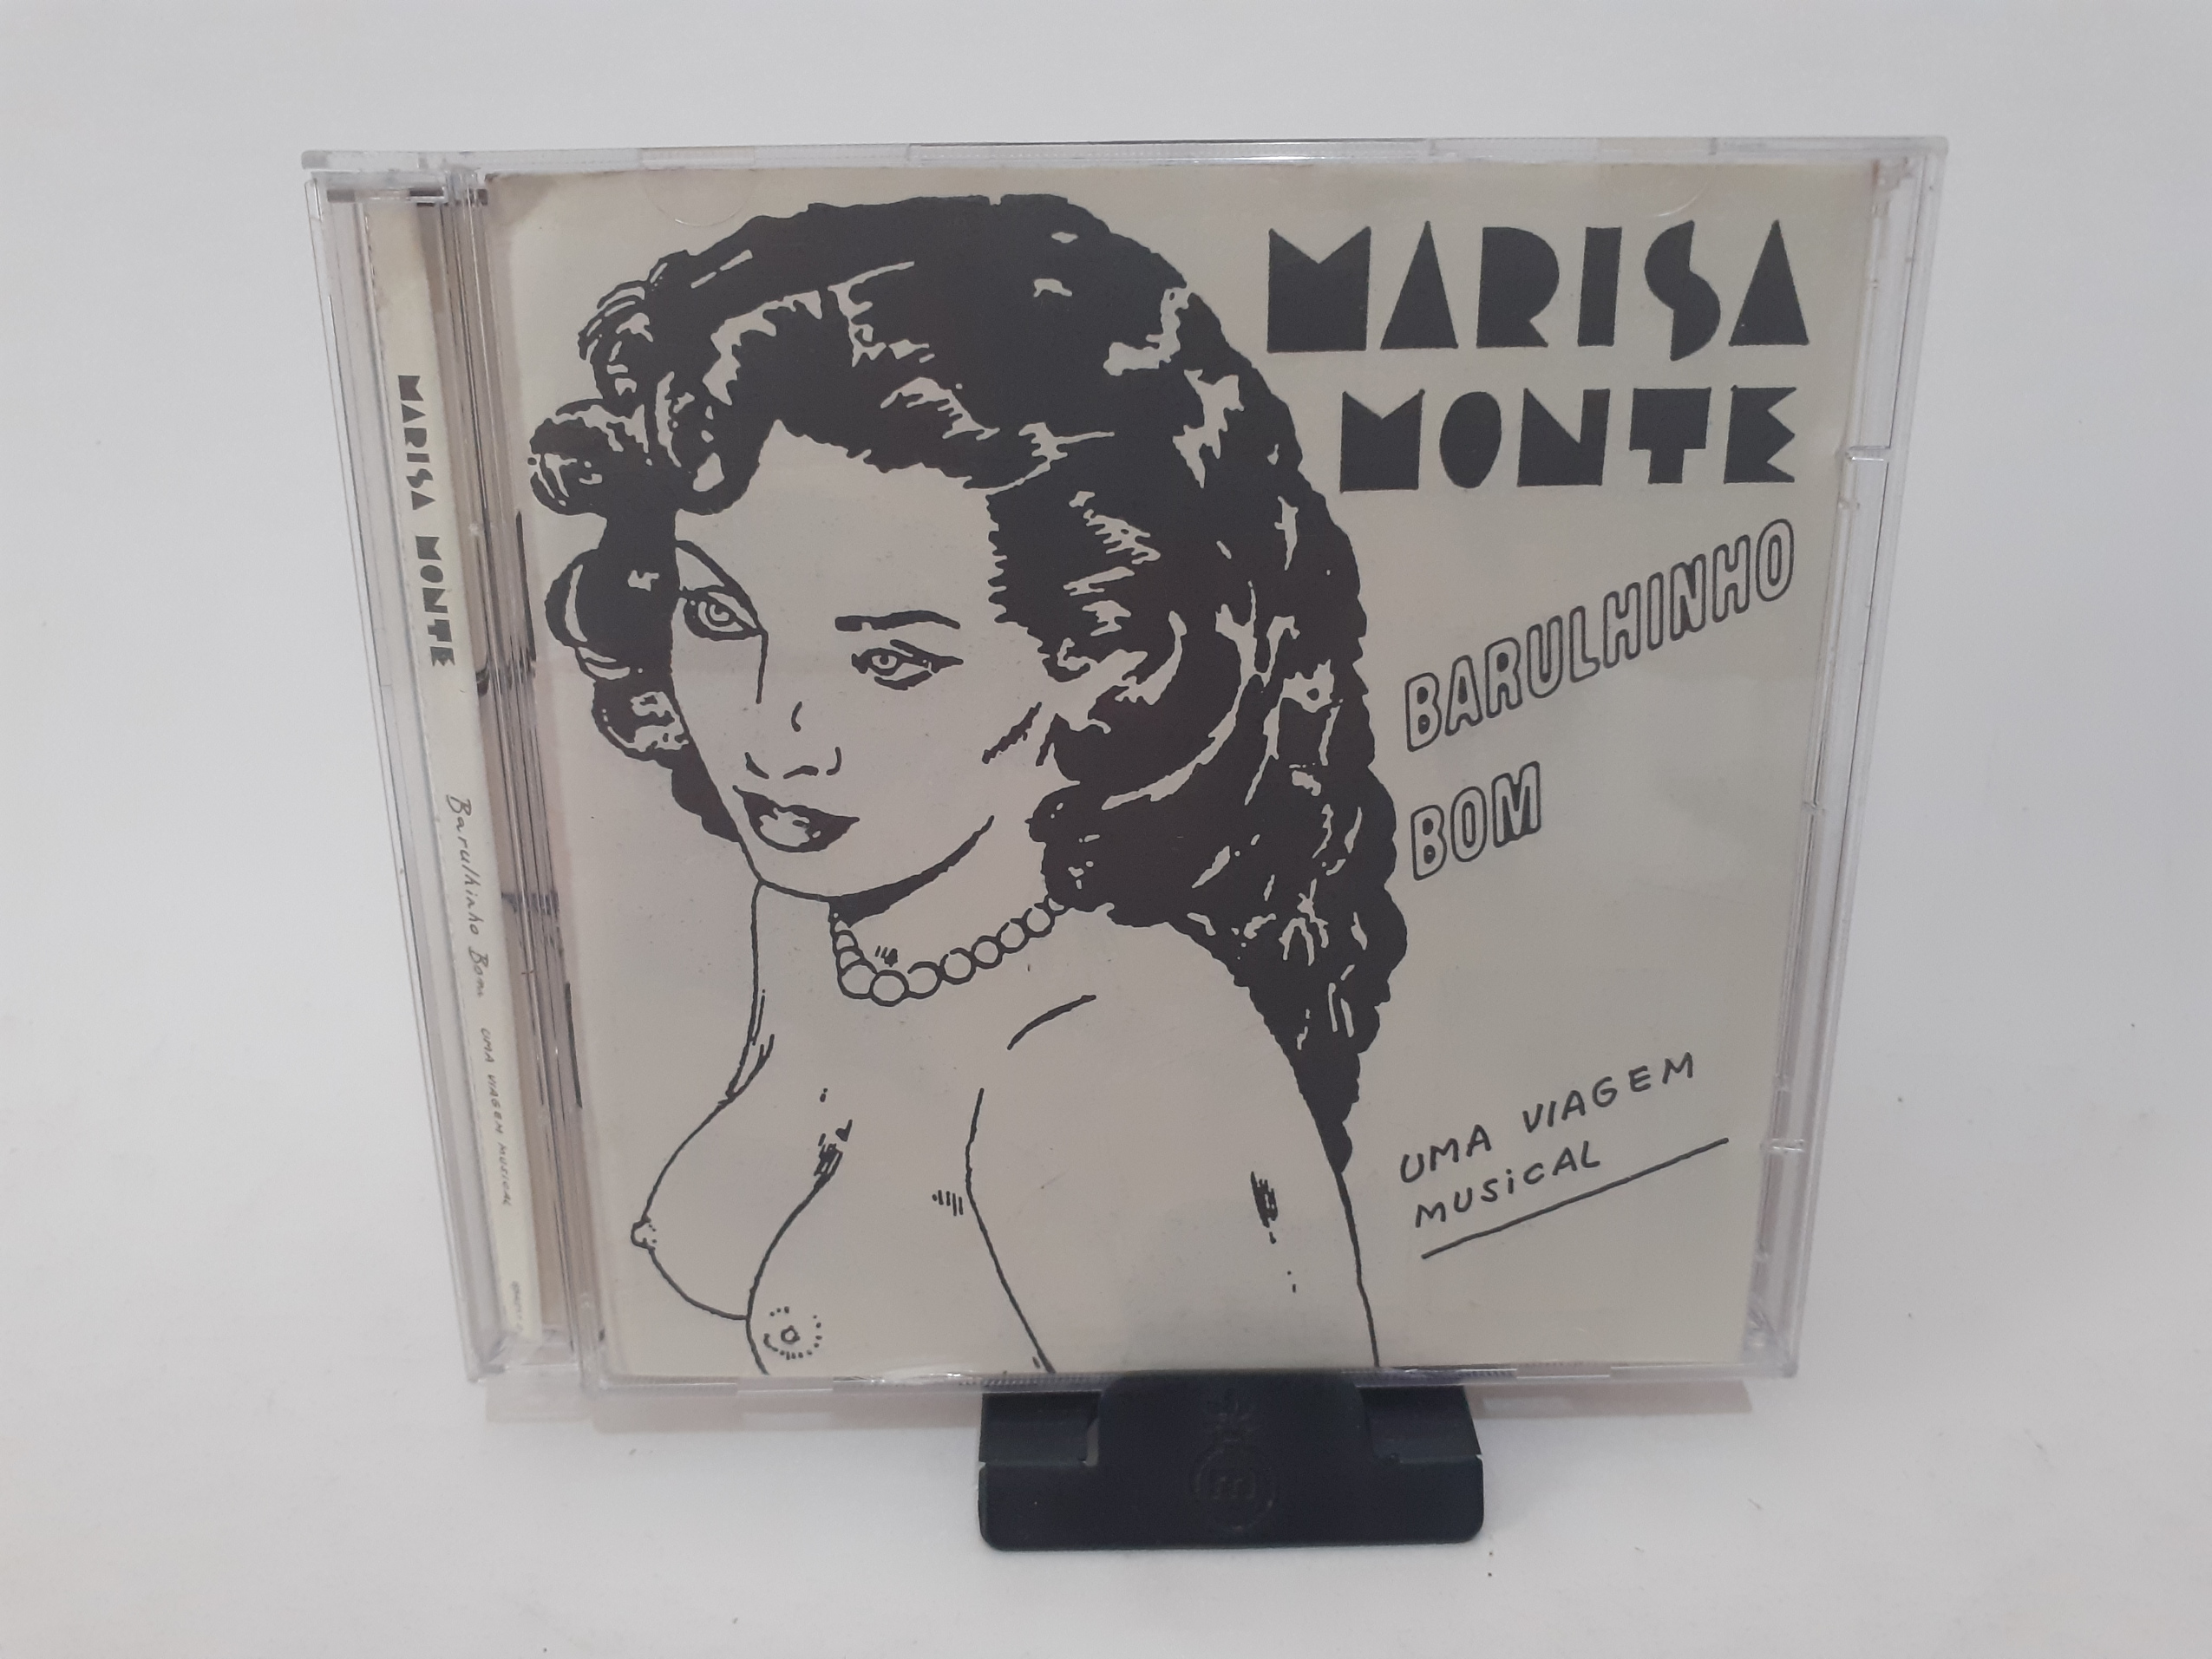 MARISA
MONTE
BARULHINHO
BOM
UMA VIAGEM
MUSICAL
MARISA MONTE Barulhinho Bom UMA VIAGEM MUSICAL
m